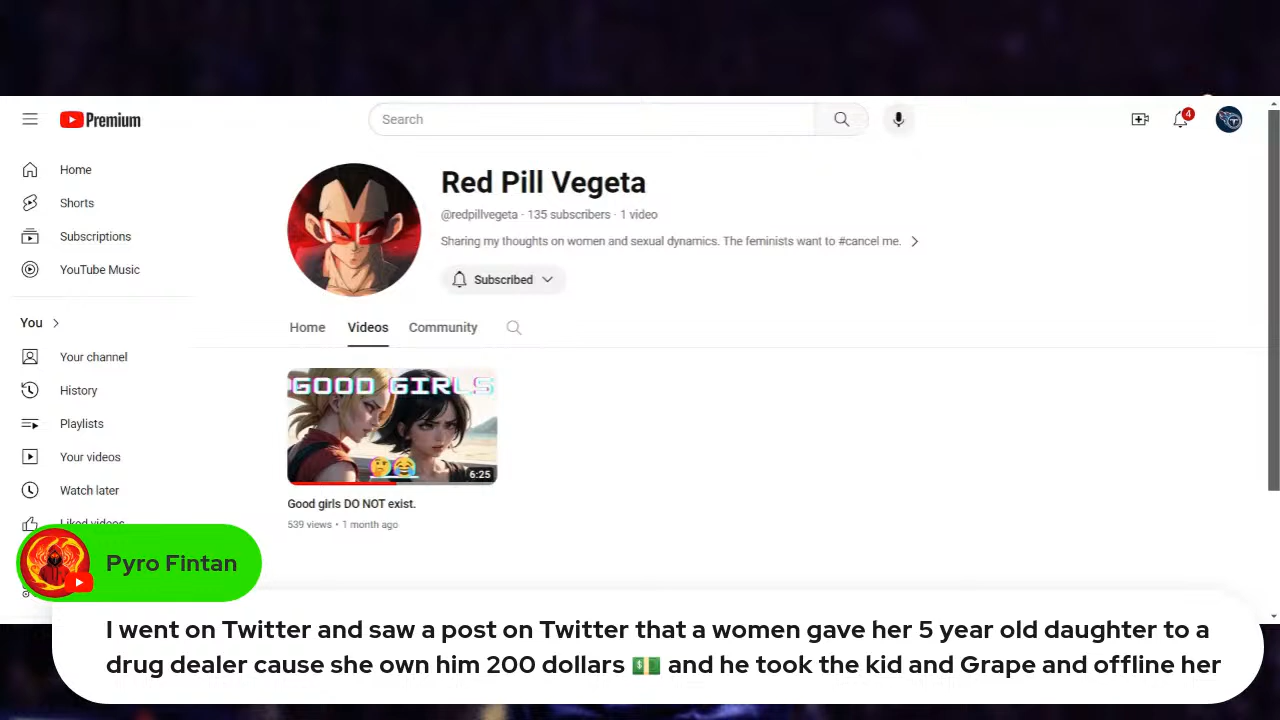 Premium
Search
4
Home
Shorts
Subscriptions
YouTube Music
You
Your channel
History
Playlists
Your videos
Watch later
Liked videos
Red Pill Vegeta
@redpillvegeta · 135 subscribers · 1 video
Sharing my thoughts on women and sexual dynamics. The feminists want to #cancel me.
Subscribed
Home Videos Community
GOOD GIRLS
6:25
Good girls DO NOT exist.
539 views • 1 month ago
Pyro Fintan
I went on Twitter and saw a post on Twitter that a women gave her 5 year old daughter to a
drug dealer cause she own him 200 dollars 💵 and he took the kid and Grape and offline her